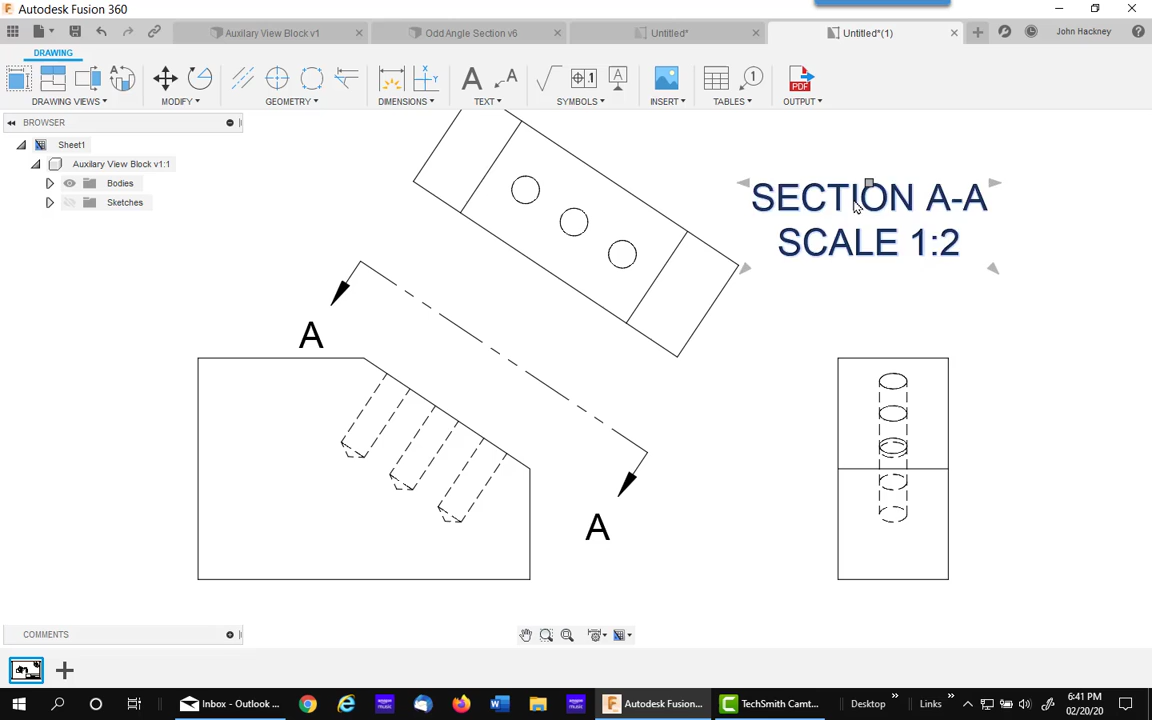 Autodesk Fusion 360
Auxilary View Block v1
Odd Angle Section v6
Untitled*
Untitled*(1)
John Hackney
DRAWING
DRAWING VIEWS
MODIFY
GEOMETRY
DIMENSIONS
TEXT
SYMBOLS
INSERT
TABLES
OUTPUT
PDF
BROWSER
Sheet1
Auxilary View Block v1:1
Bodies
Sketches
SECTION A-A
SCALE 1:2
A
A
COMMENTS
Inbox - Outlook ...
Autodesk Fusion...
TechSmith Camt...
Desktop
Links
6:41 PM
02/20/20